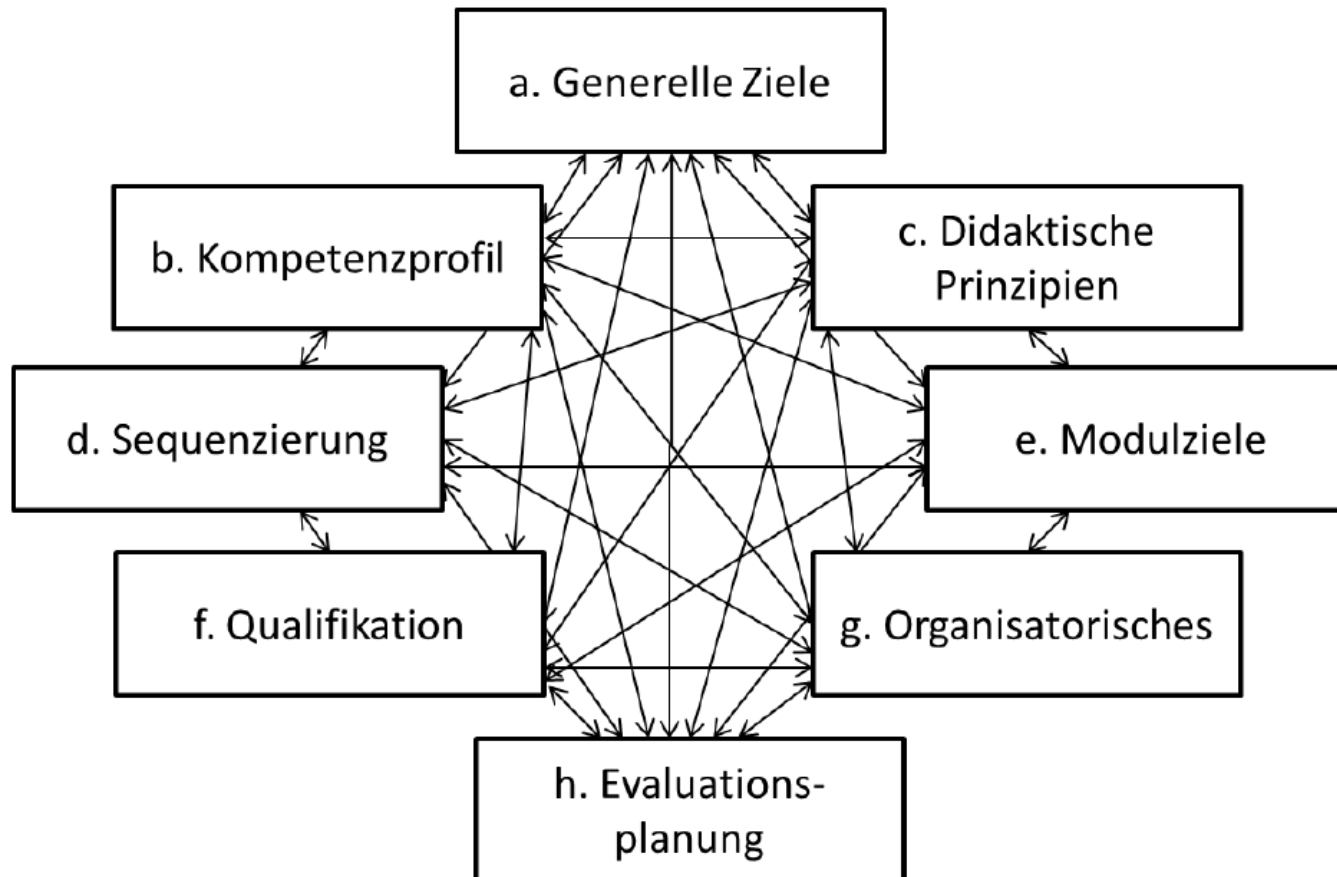 a. Generelle Ziele
b. Kompetenzprofil
c. Didaktische
Prinzipien
d. Sequenzierung
e. Modulziele
f. Qualifikation
g. Organisatorisches
h. Evaluations-
planung